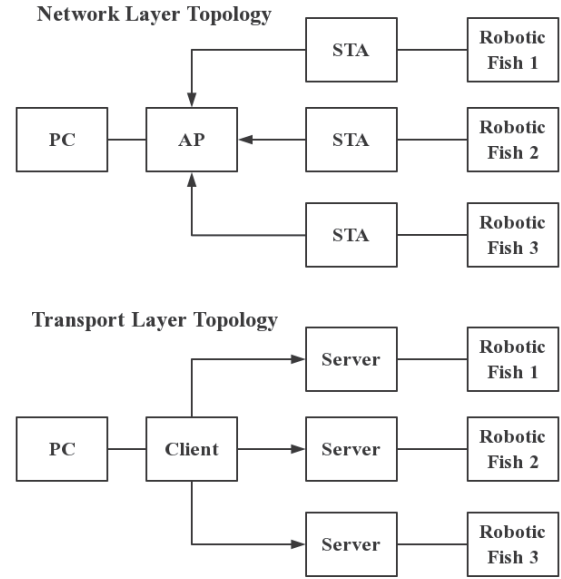 Network Layer Topology
STA
Robotic
Fish 1
PC
AP
STA
Robotic
Fish 2
STA
Robotic
Fish 3
Transport Layer Topology
Server
Robotic
Fish 1
PC
Client
Server
Robotic
Fish 2
Server
Robotic
Fish 3